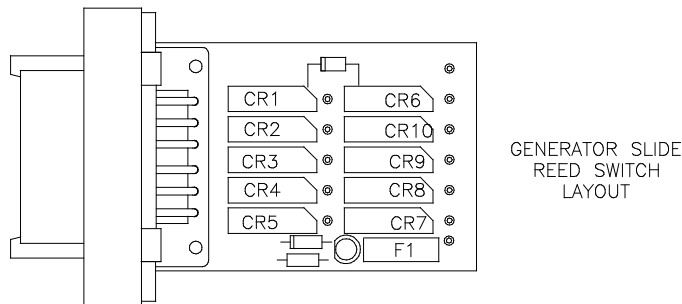 CR1
CR6
CR2
CR10
CR3
CR9
CR4
CR8
CR5
CR7
F1
GENERATOR SLIDE
REED SWITCH
LAYOUT